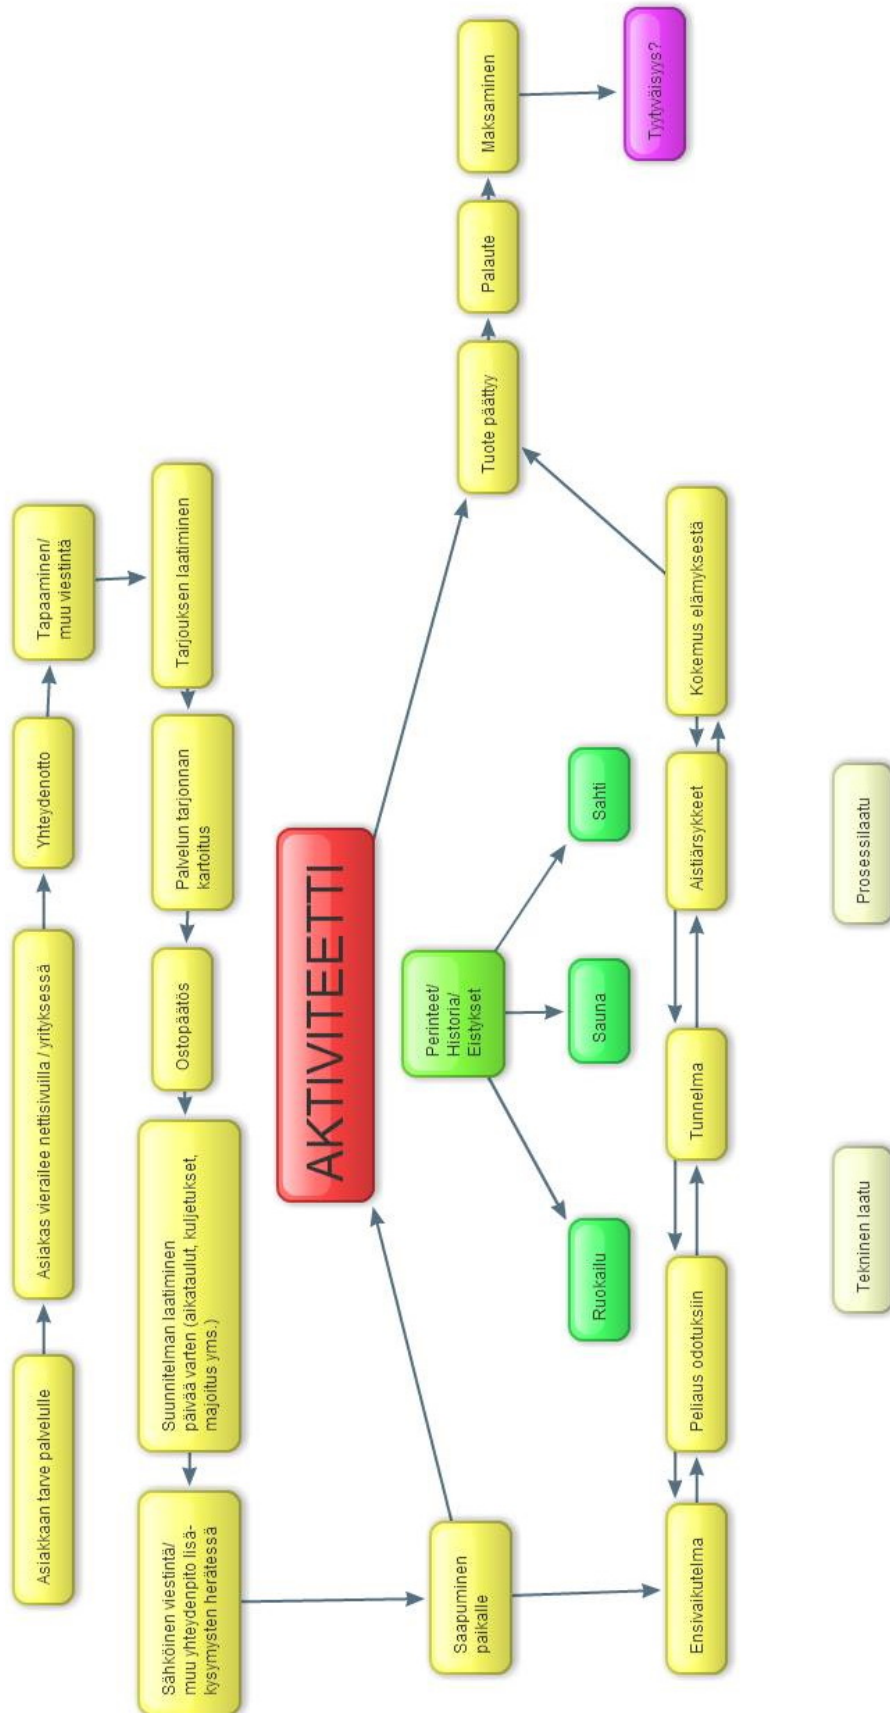 Asiakkaan tarve palvelulle
Asiakas vierailee nettisivuilla / yrityksessä
Yhteydenotto
Tapaaminen/
muu viestintä
Tarjouksen laatiminen
Palvelun tarjonnan
kartoitus
Ostopäätös
Suunnitelman laatiminen
päivää varten (aikataulut, kuljetukset,
majoitus yms.)
Sähköinen viestintä/
muu yhteydenpito lisä-
kysymysten herätessä
Saapuminen
paikalle
AKTIVITEETTI
Perinteet/
Historia/
Eistykset
Ruokailu
Sauna
Sahti
Ensivaikutelma
Peliaus odotuksiin
Tunnelma
Aistiärsykkeet
Kokemus elämyksestä
Tuote päättyy
Palaute
Maksaminen
Tyytyväisyys?
Tekninen laatu
Prosessilaatu